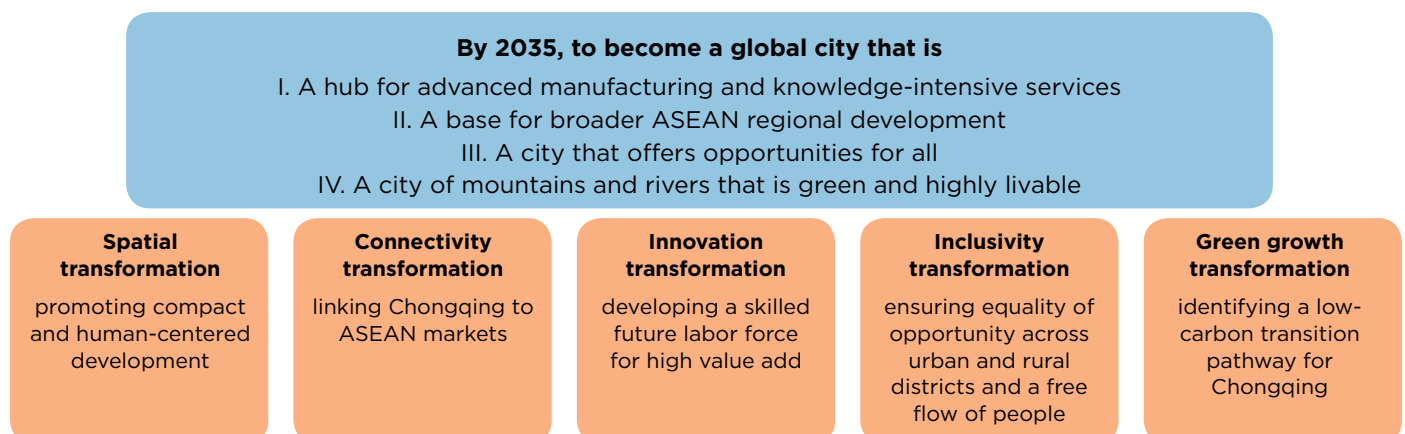 By 2035, to become a global city that is
I. A hub for advanced manufacturing and knowledge-intensive services
II. A base for broader ASEAN regional development
III. A city that offers opportunities for all
IV. A city of mountains and rivers that is green and highly livable
Spatial
transformation
promoting compact
and human-centered
development
Connectivity
transformation
linking Chongqing to
ASEAN markets
Innovation
transformation
developing a skilled
future labor force
for high value add
Inclusivity
transformation
ensuring equality of
opportunity across
urban and rural
districts and a free
flow of people
Green growth
transformation
identifying a low-
carbon transition
pathway for
Chongqing